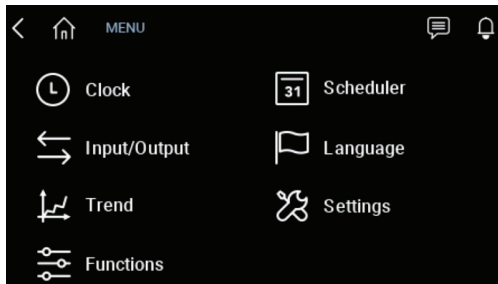 MENU
Clock
31
Scheduler
Input/Output
Language
Trend
Settings
Functions